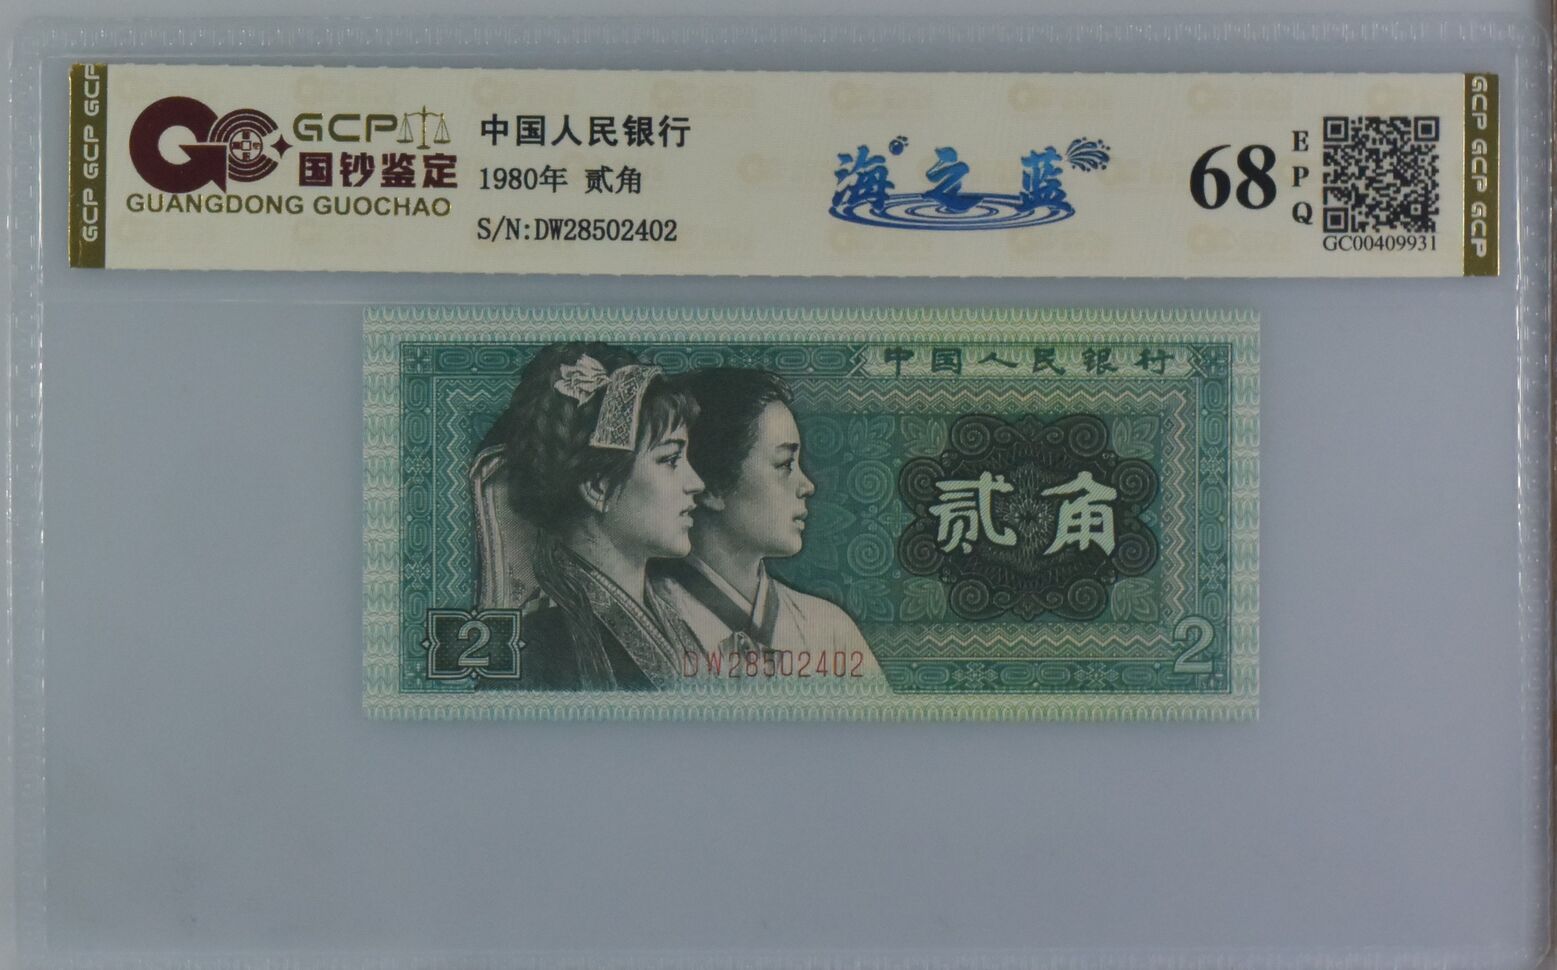 GCP GCP GCP
GCP
国钞鉴定
GUANGDONG GUOCHAO
中国人民银行
1980年 贰角
S/N:DW28502402
海之蓝
68
EPQ
GC00409931
GCP GCP GCP
中国人民银行
贰角
2
2
DW28502402